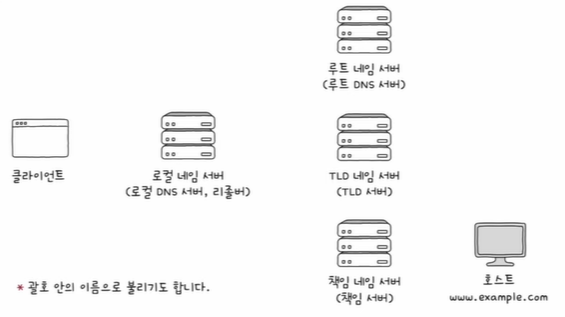 루트 네임 서버
(루트 DNS 서버)
클라이언트
로컬 네임 서버
(로컬 DNS 서버, 리졸버)
TLD 네임 서버
(TLD 서버)
책임 네임 서버
(책임 서버)
호스트
www.example.com
* 괄호 안의 이름으로 불리기도 합니다.